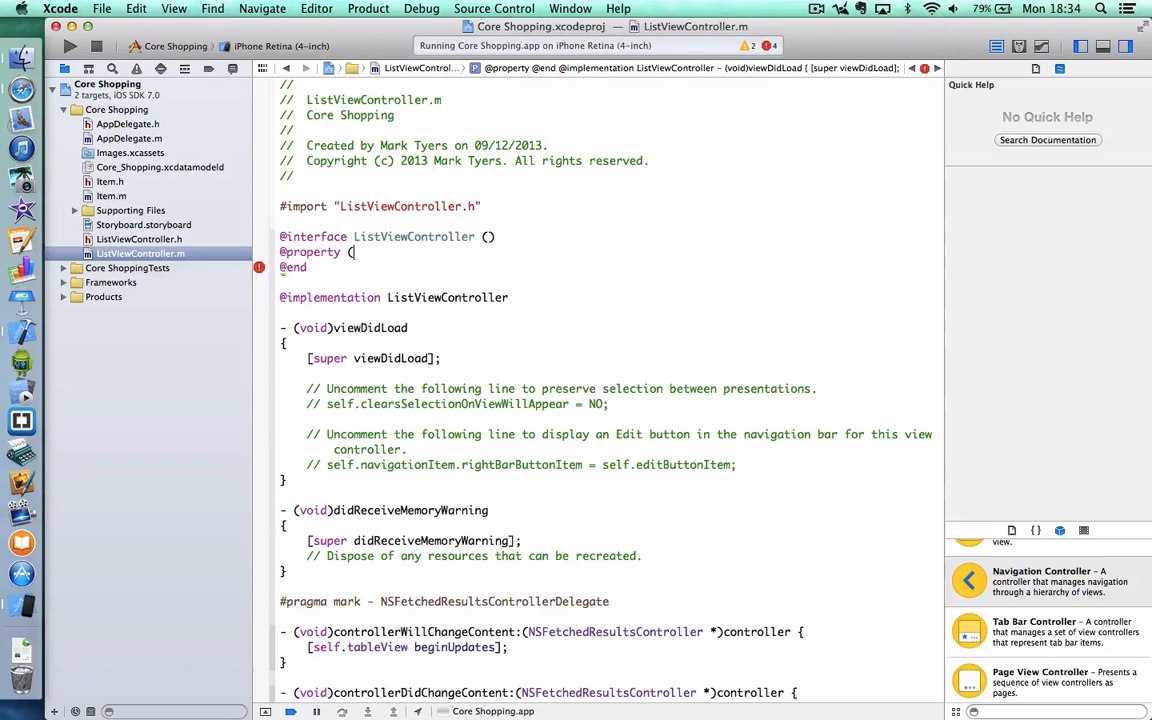 Xcode File Edit View Find Navigate Editor Product Debug Source Control Window Help 79% Mon 18:34
Core Shopping.xcodeproj — ListViewController.m
Core Shopping iPhone Retina (4-inch) Running Core Shopping.app on iPhone Retina (4-inch) 2 4
ListViewControl... @property @end @implementation ListViewController - (void)viewDidLoad { [super viewDidLoad];
Core Shopping
2 targets, iOS SDK 7.0
Core Shopping
AppDelegate.h
AppDelegate.m
Images.xcassets
Core_Shopping.xcdatamodeld
Item.h
Item.m
Supporting Files
Storyboard.storyboard
ListViewController.h
ListViewController.m
Core ShoppingTests
Frameworks
Products
//
// ListViewController.m
// Core Shopping
//
// Created by Mark Tyers on 09/12/2013.
// Copyright (c) 2013 Mark Tyers. All rights reserved.
//
#import "ListViewController.h"
@interface ListViewController ()
@property (
@end
@implementation ListViewController
- (void)viewDidLoad
{
[super viewDidLoad];
// Uncomment the following line to preserve selection between presentations.
// self.clearsSelectionOnViewWillAppear = NO;
// Uncomment the following line to display an Edit button in the navigation bar for this view
controller.
// self.navigationItem.rightBarButtonItem = self.editButtonItem;
}
- (void)didReceiveMemoryWarning
{
[super didReceiveMemoryWarning];
// Dispose of any resources that can be recreated.
}
#pragma mark - NSFetchedResultsControllerDelegate
- (void)controllerWillChangeContent:(NSFetchedResultsController *)controller {
[self.tableView beginUpdates];
}
- (void)controllerDidChangeContent:(NSFetchedResultsController *)controller {
Core Shopping.app
Quick Help
No Quick Help
Search Documentation
{ }
view.
Navigation Controller - A
controller that manages navigation
through a hierarchy of views.
Tab Bar Controller - A controller
that manages a set of view controllers
that represent tab bar items.
Page View Controller - Presents a
sequence of view controllers as
pages.